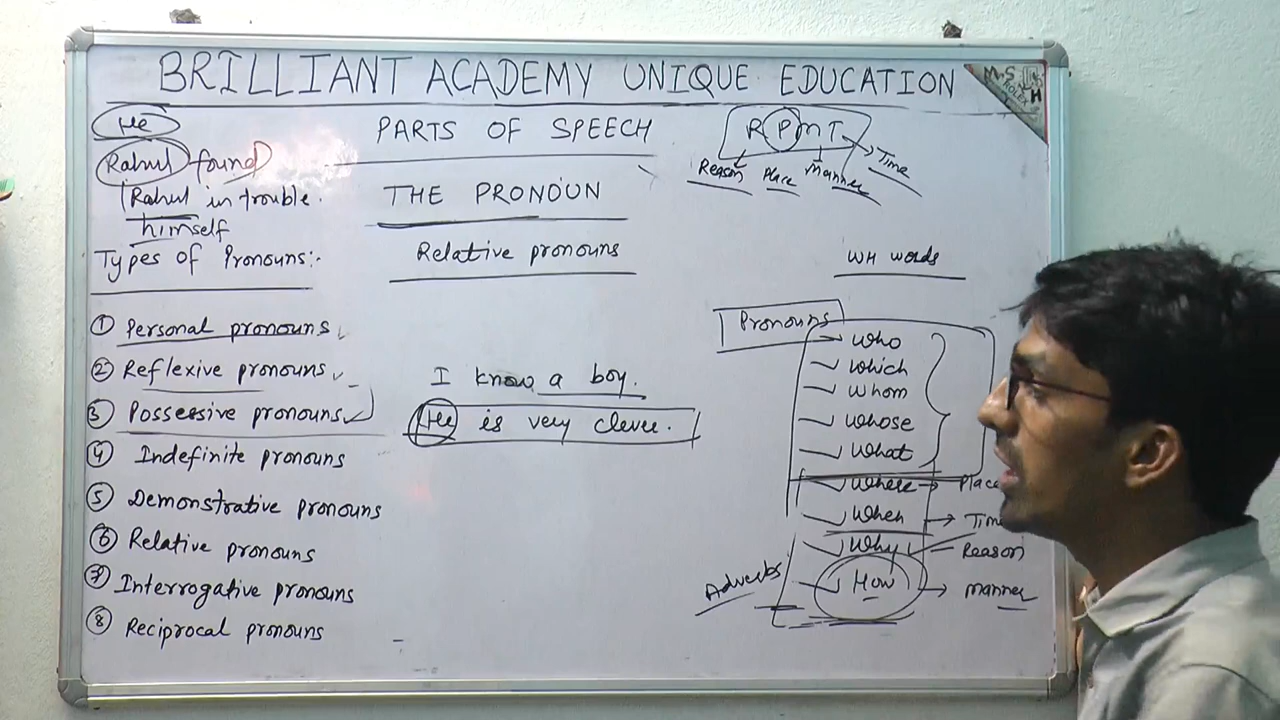 BRILLIANT ACADEMY UNIQUE EDUCATION
M.S
ROLEX
H
He
Rahul found
Rahul in trouble.
himself
Types of Pronouns:-
① Personal pronouns
② Reflexive pronouns
③ Possessive pronouns
④ Indefinite pronouns
⑤ Demonstrative pronouns
⑥ Relative pronouns
⑦ Interrogative pronouns
⑧ Reciprocal pronouns
PARTS OF SPEECH
THE PRONOUN
Relative pronouns
I know a boy.
He is very clever.
R P M T
Reason Place Manner Time
WH words
Pronouns
Who
Which
Whom
Whose
What
Where → Place
When → Tim
Why – Reason
How → manner
Adverbs